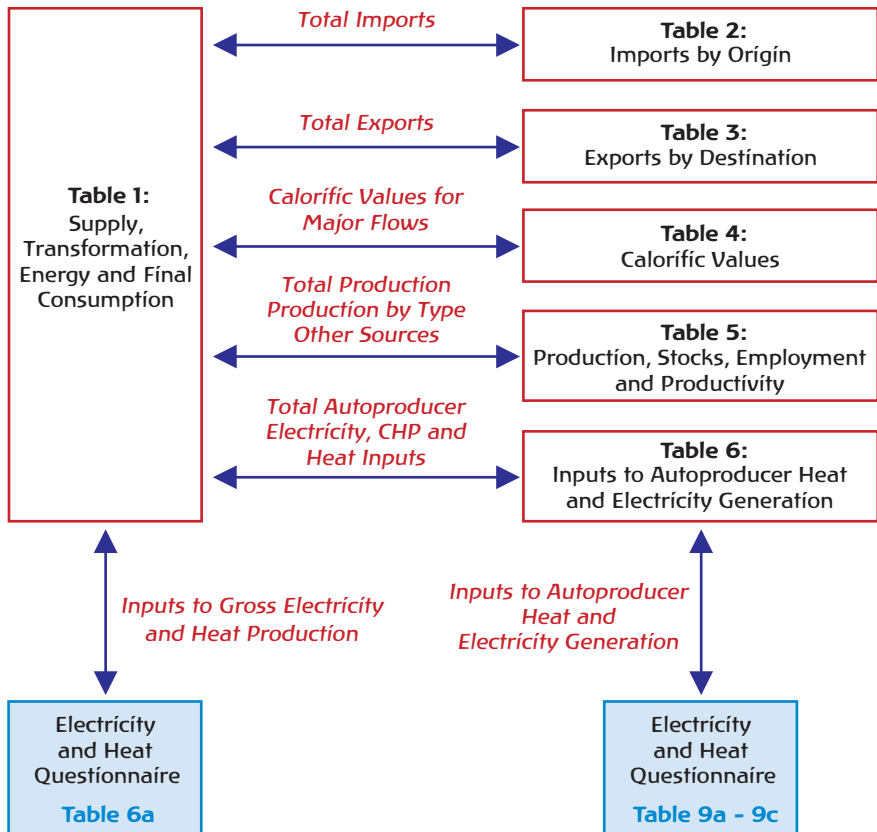 Total Imports
Table 2:
Imports by Origin
Total Exports
Table 3:
Exports by Destination
Table 1:
Supply,
Transformation,
Energy and Final
Consumption
Calorific Values for
Major Flows
Table 4:
Calorific Values
Total Production
Production by Type
Other Sources
Table 5:
Production, Stocks, Employment
and Productivity
Total Autoproducer
Electricity, CHP and
Heat Inputs
Table 6:
Inputs to Autoproducer Heat
and Electricity Generation
Inputs to Gross Electricity
and Heat Production
Inputs to Autoproducer
Heat and
Electricity Generation
Electricity
and Heat
Questionnaire
Table 6a
Electricity
and Heat
Questionnaire
Table 9a - 9c